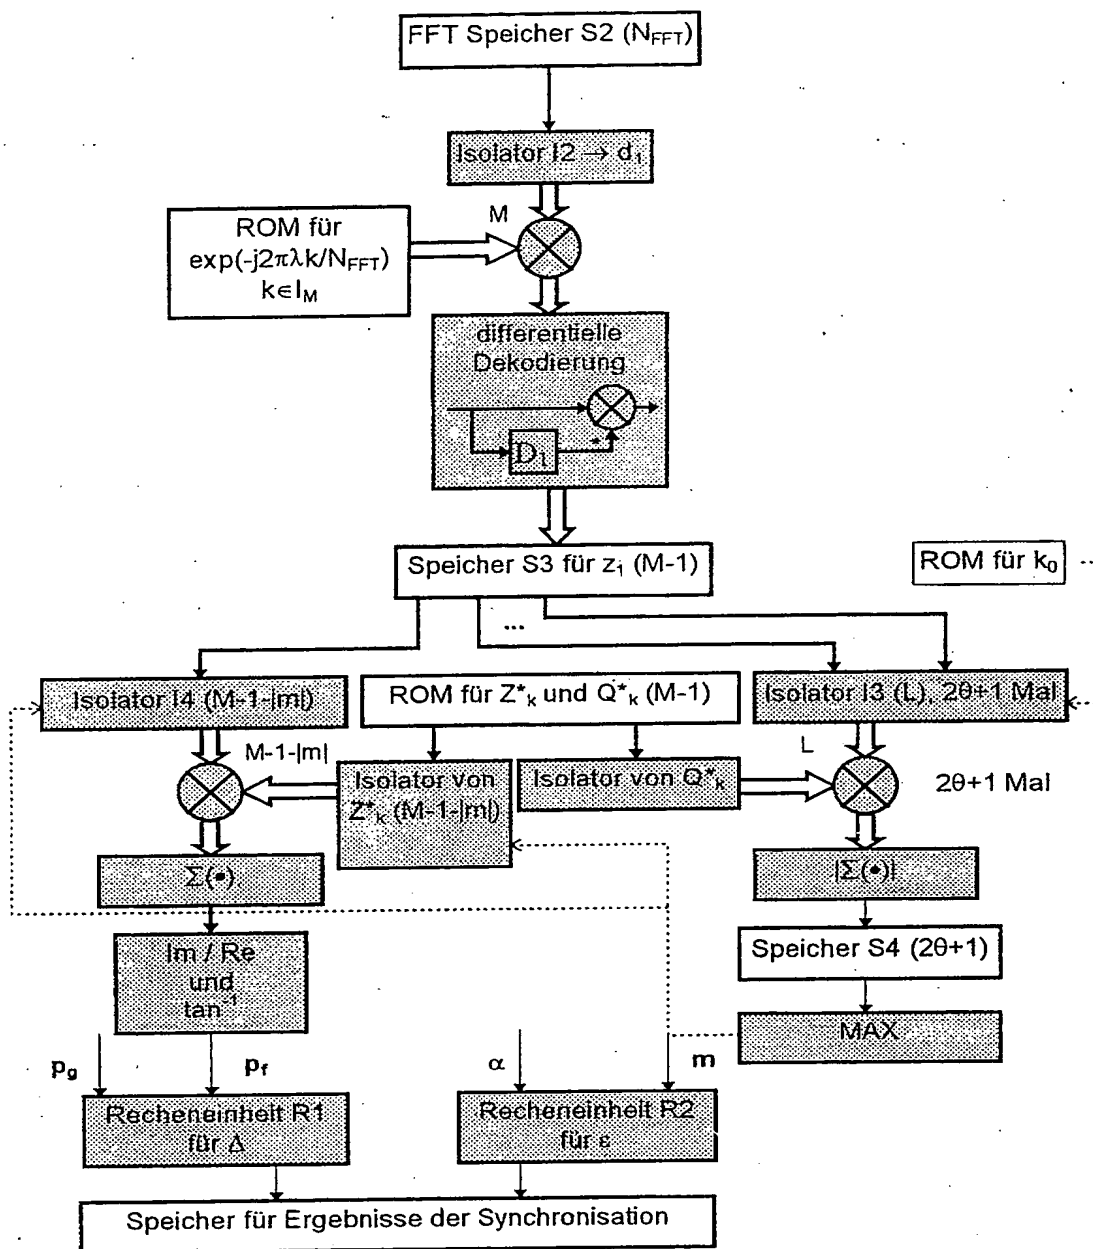 FFT Speicher S2 (N_FFT)
Isolator I2 → d_i
M
ROM für
exp(-j2πλk/N_FFT)
k∈I_M
differentielle
Dekodierung
*
D_1
Speicher S3 für z_i (M-1)
ROM für k_0
...
Isolator I4 (M-1-|m|)
ROM für Z*_k und Q*_k (M-1)
Isolator I3 (L), 2θ+1 Mal
M-1-|m|
L
Isolator von
Z*_k (M-1-|m|)
Isolator von Q*_k
2θ+1 Mal
Σ(•)
|Σ(•)|
Im / Re
und
tan⁻¹
Speicher S4 (2θ+1)
MAX
p_g
p_f
α
m
Recheneinheit R1
für Δ
Recheneinheit R2
für ε
Speicher für Ergebnisse der Synchronisation